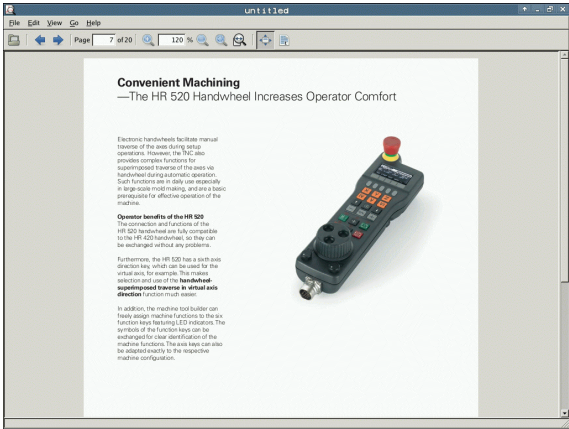 untitled
File Edit View Go Help
Page 7 of 20 120 %
Convenient Machining
—The HR 520 Handwheel Increases Operator Comfort
Electronic handwheels facilitate manual
traverse of the axes during setup
operations. However, the TNC also
provides complex functions for
superimposed traverse of the axes via
handwheel during automatic operation.
Such functions are in daily use especially
in large-scale mold making, and are a basic
prerequisite for effective operation of the
machine.
Operator benefits of the HR 520
The connection and functions of the
HR 520 handwheel are fully compatible
to the HR 420 handwheel, so they can
be exchanged without any problems.
Furthermore, the HR 520 has a sixth axis
direction key, which can be used for the
virtual axis, for example. This makes
selection and use of the handwheel-
superimposed traverse in virtual axis
direction function much easier.
In addition, the machine tool builder can
freely assign machine functions to the six
function keys featuring LED indicators. The
symbols of the function keys can be
exchanged for clear identification of the
machine functions. The axis keys can also
be adapted exactly to the respective
machine configuration.